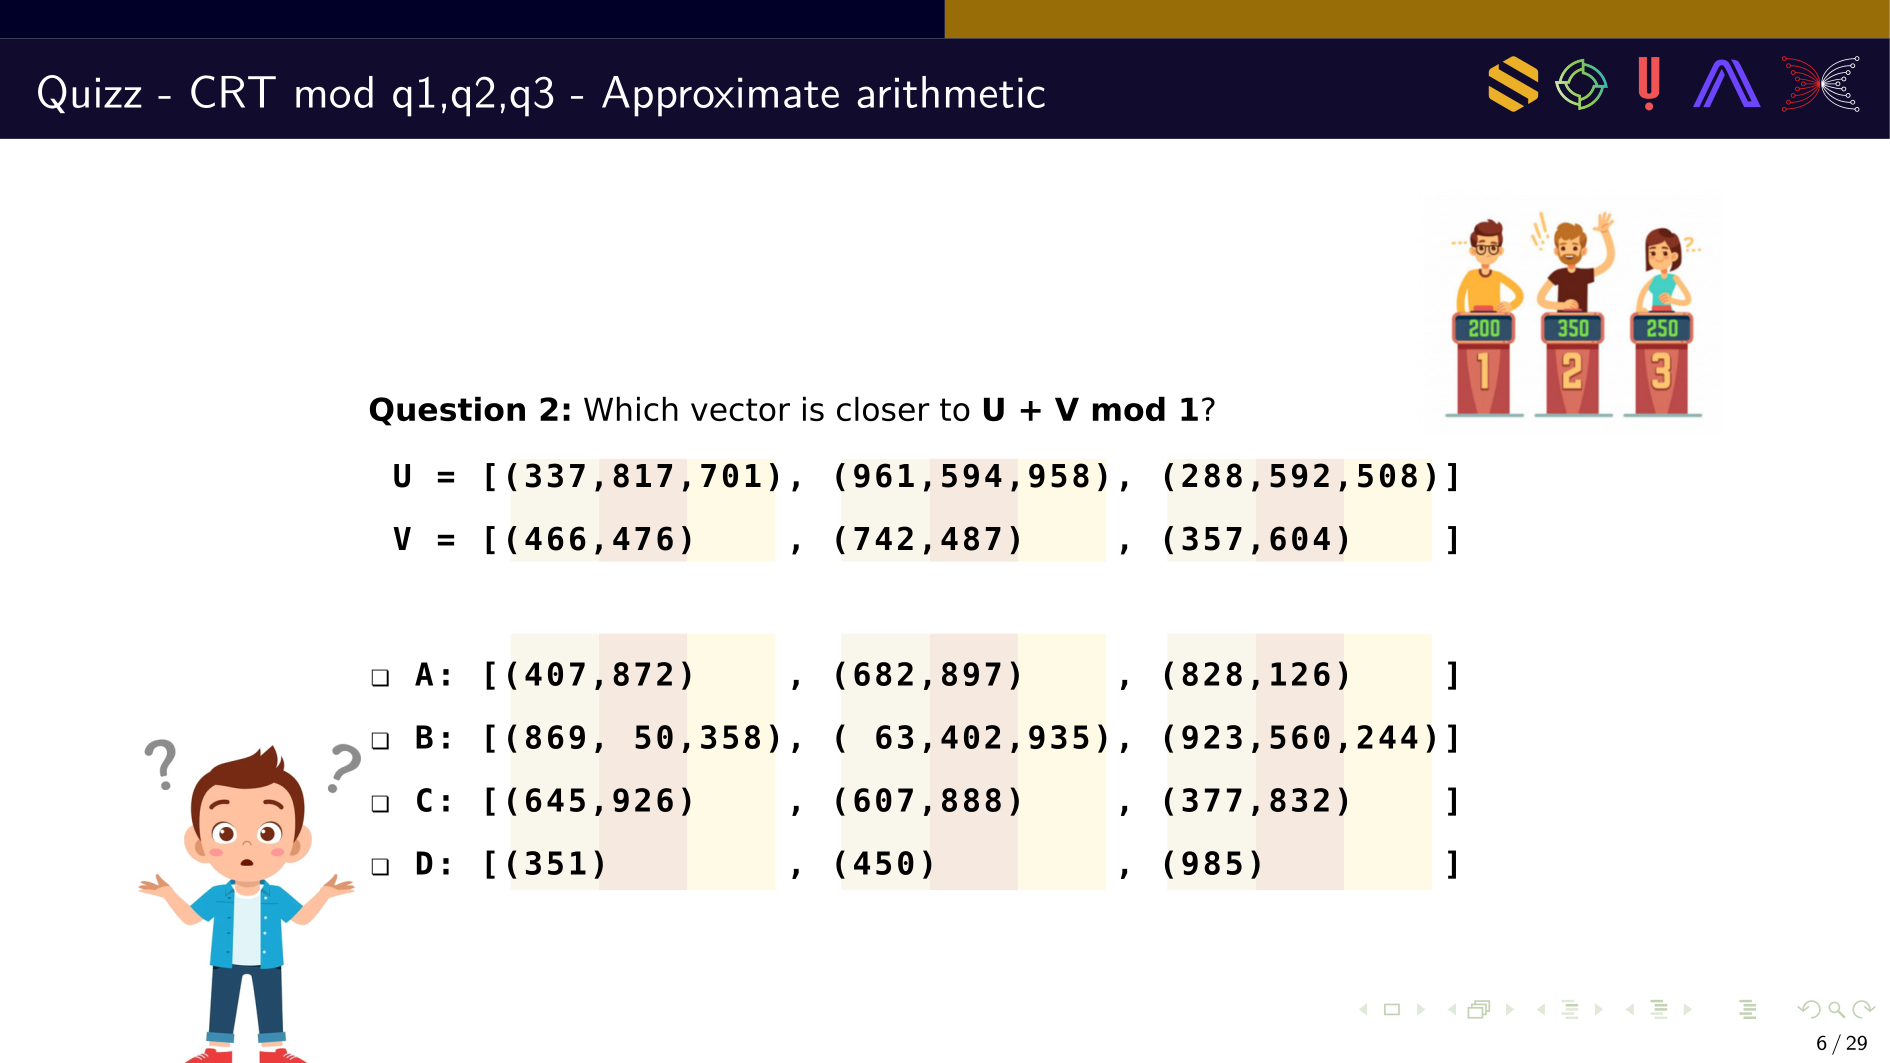 Quizz - CRT mod q1,q2,q3 - Approximate arithmetic
...
!!
?..
200 350 250
1 2 3
Question 2: Which vector is closer to U + V mod 1?
U = [(337,817,701), (961,594,958), (288,592,508)]
V = [(466,476) , (742,487) , (357,604) ]
❏ A: [(407,872) , (682,897) , (828,126) ]
❏ B: [(869, 50,358), ( 63,402,935), (923,560,244)]
❏ C: [(645,926) , (607,888) , (377,832) ]
❏ D: [(351) , (450) , (985) ]
? ?
6 / 29